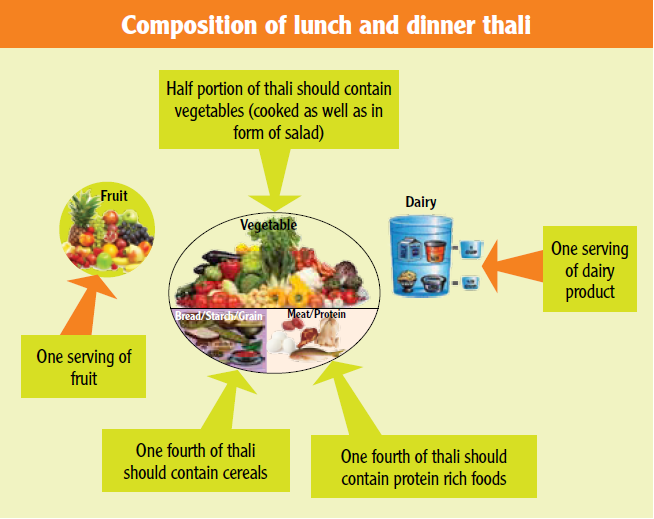 Composition of lunch and dinner thali
Half portion of thali should contain
vegetables (cooked as well as in
form of salad)
Fruit
Vegetable
Dairy
One serving
of dairy
product
Bread/Starch/Grain
Meat/Protein
One serving of
fruit
One fourth of thali
should contain cereals
One fourth of thali should
contain protein rich foods